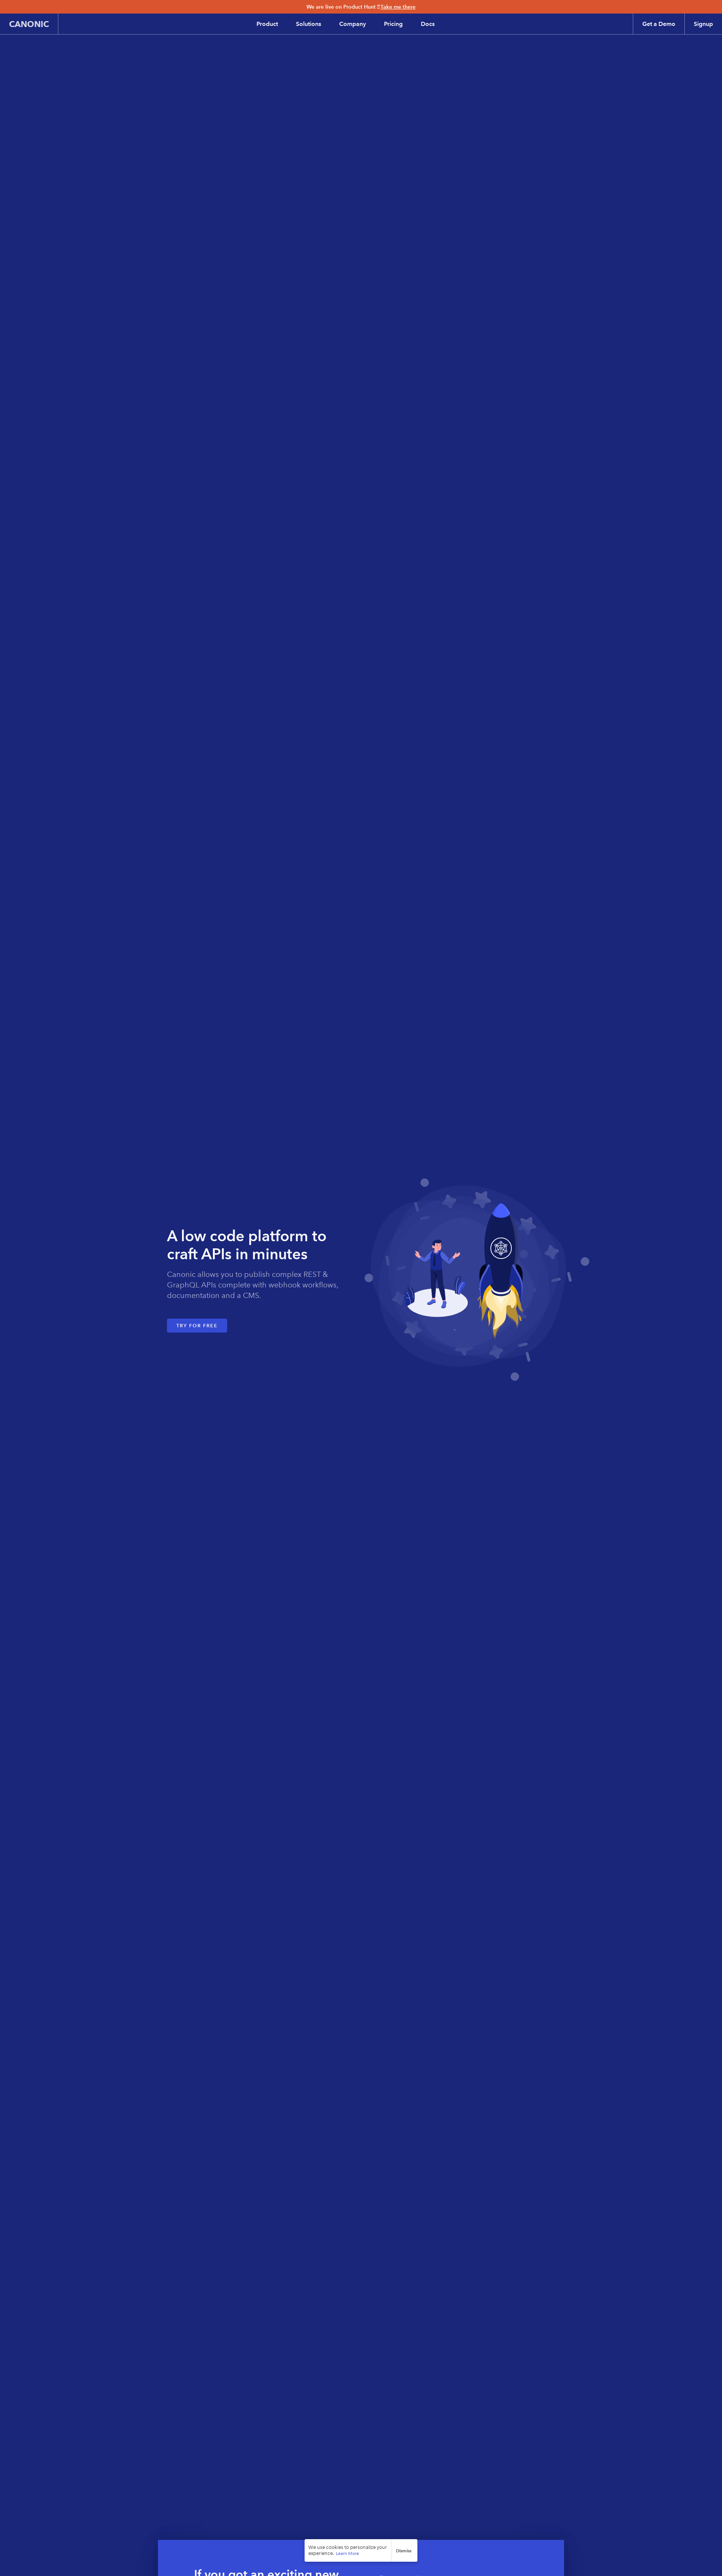 We are live on Product Hunt !! Take me there
CANONIC
Product
Solutions
Company
Pricing
Docs
Get a Demo
Signup
A low code platform to
craft APIs in minutes
Canonic allows you to publish complex REST &
GraphQL APIs complete with webhook workflows,
documentation and a CMS.
TRY FOR FREE
We use cookies to personalize your
experience. Learn More
Dismiss
If you got an exciting new